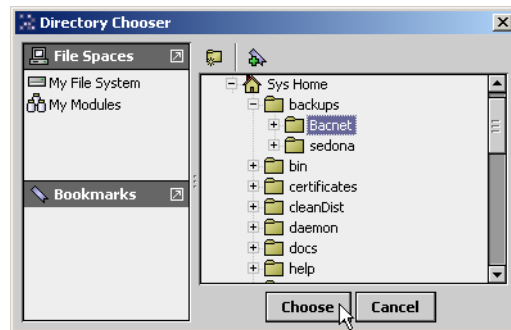 Directory Chooser
File Spaces
My File System
My Modules
Bookmarks
Sys Home
backups
Bacnet
sedona
bin
certificates
cleanDist
daemon
docs
help
Choose
Cancel